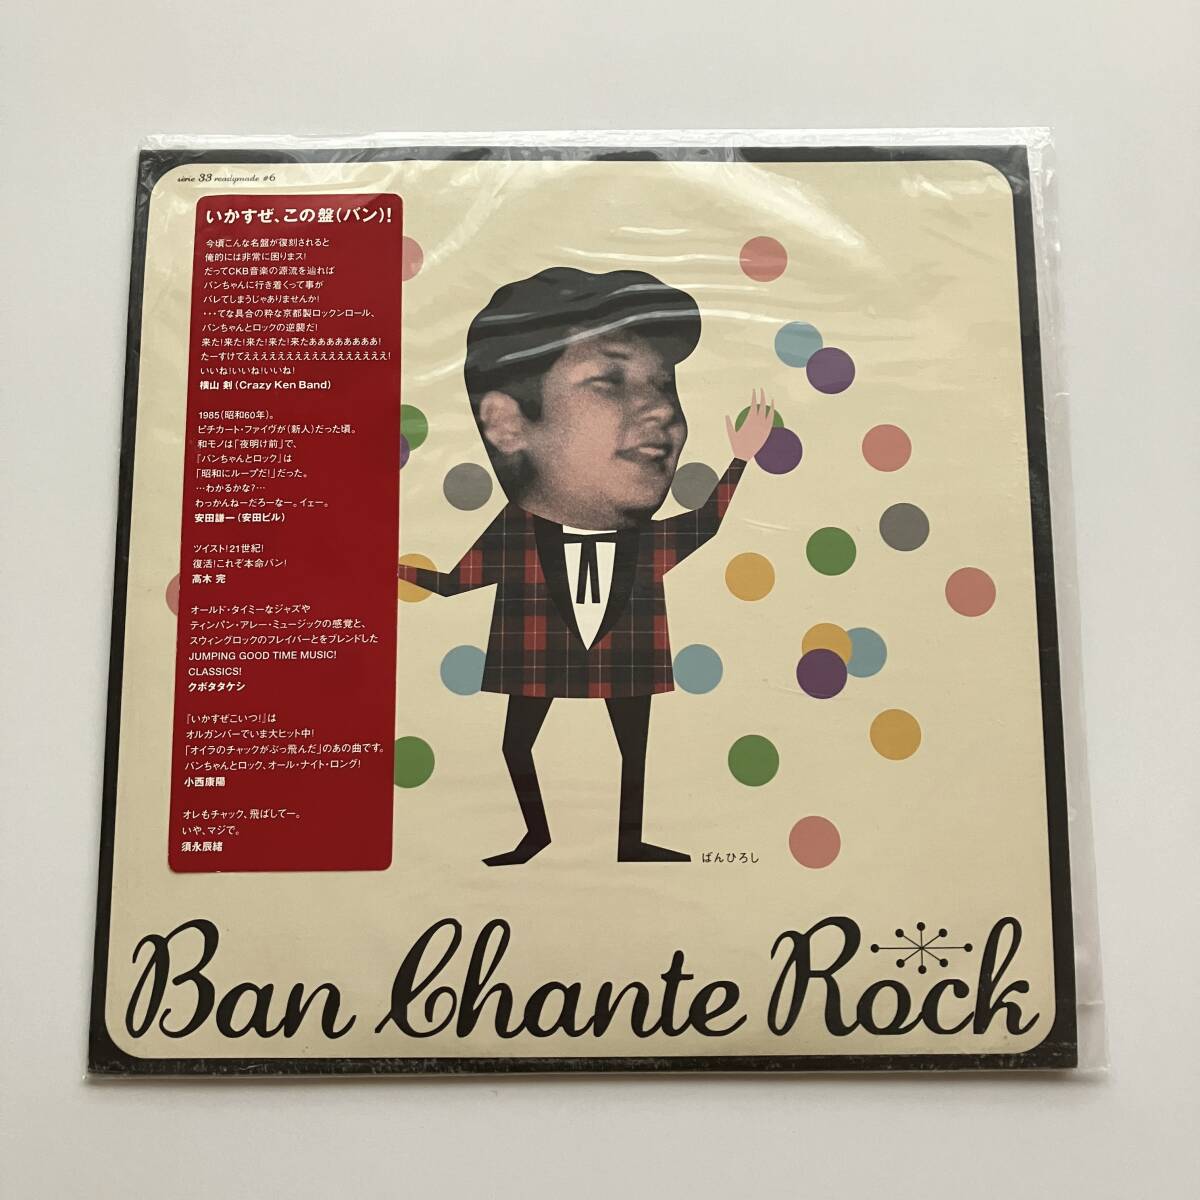 série 33 readymade #6
いかすぜ、この盤(バン)!
今頃こんな名盤が復刻されると
俺的には非常に困りまス!
だってCKB音楽の源流を辿れば
バンちゃんに行き着くって事が
バレてしまうじゃありませんか!
・・・てな具合の粋な京都製ロックンロール、
バンちゃんとロックの逆襲だ!
来た!来た!来た!来た!来たああああああああ!
たーすけてええええええええええええええええええ!
いいね!いいね!いいね!
横山 剣(Crazy Ken Band)
1985(昭和60年)。
ピチカート・ファイヴが(新人)だった頃。
和モノは「夜明け前」で、
『バンちゃんとロック』は
「昭和にループだ!」だった。
…わかるかな?…
わっかんねーだろーなー。イェー。
安田謙一(安田ビル)
ツイスト!21世紀!
復活!これぞ本命バン!
高木 完
オールド・タイミーなジャズや
ティンパン・アレー・ミュージックの感覚と、
スウィングロックのフレイバーとをブレンドした
JUMPING GOOD TIME MUSIC!
CLASSICS!
クボタタケシ
『いかすぜこいつ!』は
オルガンバーでいま大ヒット中!
「オイラのチャックがぶっ飛んだ」のあの曲です。
バンちゃんとロック、オール・ナイト・ロング!
小西康陽
オレもチャック、飛ばしてー。
いや、マジで。
須永辰緒
ばんひろし
Ban Chante Rock